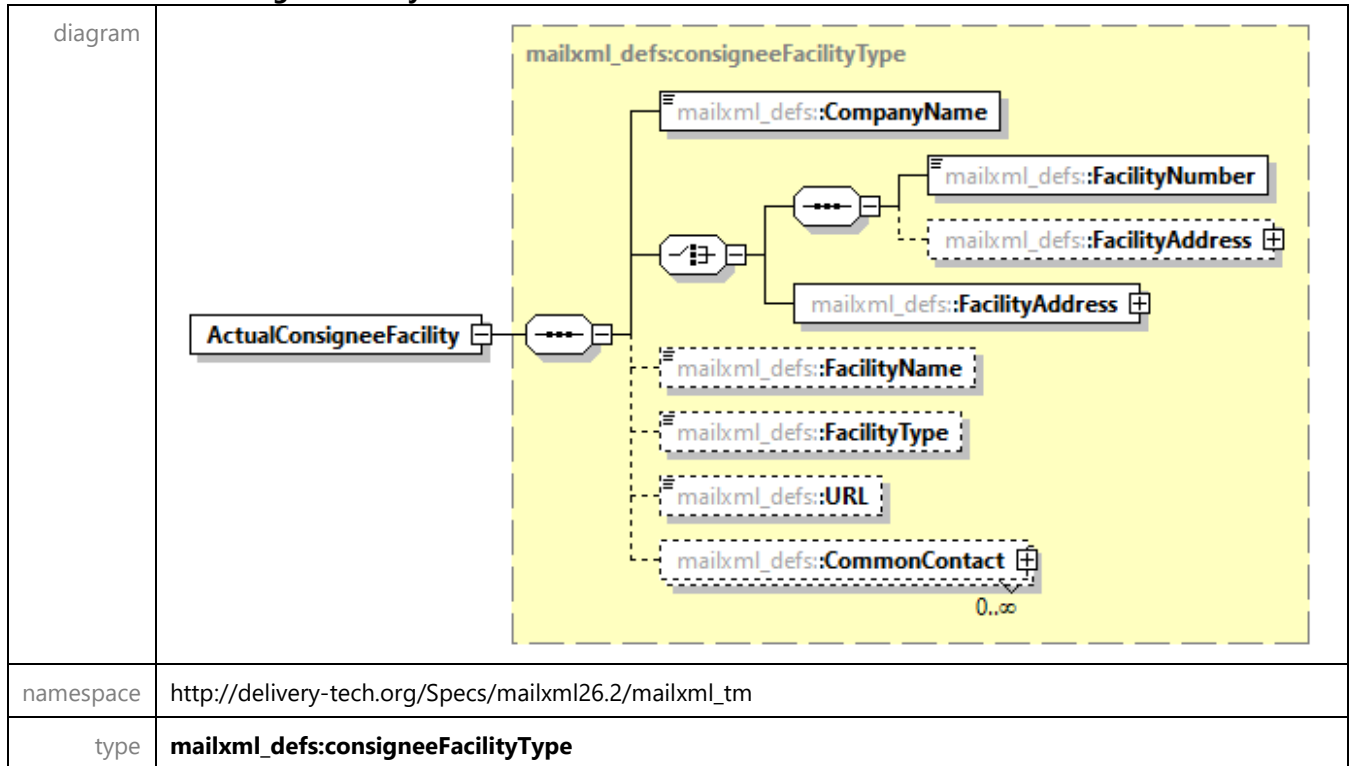 diagram
mailxml_defs:consigneeFacilityType
mailxml_defs::CompanyName
mailxml_defs::FacilityNumber
mailxml_defs::FacilityAddress
mailxml_defs::FacilityAddress
ActualConsigneeFacility
mailxml_defs::FacilityName
mailxml_defs::FacilityType
mailxml_defs::URL
mailxml_defs::CommonContact
0..∞
namespace http://delivery-tech.org/Specs/mailxml26.2/mailxml_tm
type mailxml_defs:consigneeFacilityType